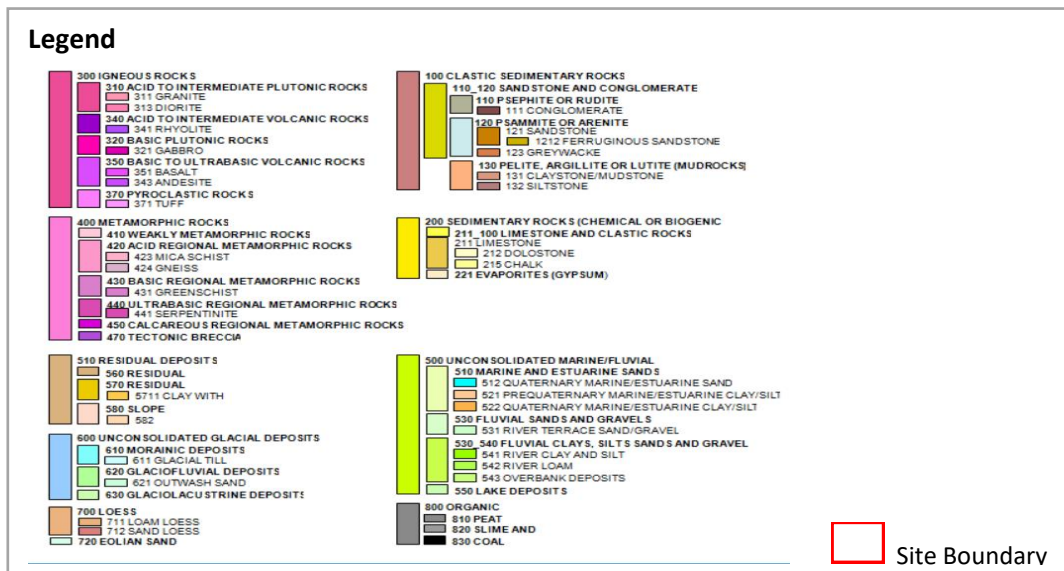 Legend
300 IGNEOUS ROCKS
310 ACID TO INTERMEDIATE PLUTONIC ROCKS
311 GRANITE
313 DIORITE
340 ACID TO INTERMEDIATE VOLCANIC ROCKS
341 RHYOLITE
320 BASIC PLUTONIC ROCKS
321 GABBRO
350 BASIC TO ULTRABASIC VOLCANIC ROCKS
351 BASALT
343 ANDESITE
370 PYROCLASTIC ROCKS
371 TUFF
400 METAMORPHIC ROCKS
410 WEAKLY METAMORPHIC ROCKS
420 ACID REGIONAL METAMORPHIC ROCKS
423 MICA SCHIST
424 GNEISS
430 BASIC REGIONAL METAMORPHIC ROCKS
431 GREENSCHIST
440 ULTRABASIC REGIONAL METAMORPHIC ROCKS
441 SERPENTINITE
450 CALCAREOUS REGIONAL METAMORPHIC ROCKS
470 TECTONIC BRECCIA
510 RESIDUAL DEPOSITS
560 RESIDUAL
570 RESIDUAL
5711 CLAY WITH
580 SLOPE
582
600 UNCONSOLIDATED GLACIAL DEPOSITS
610 MORAINIC DEPOSITS
611 GLACIAL TILL
620 GLACIOFLUVIAL DEPOSITS
621 OUTWASH SAND
630 GLACIOLACUSTRINE DEPOSITS
700 LOESS
711 LOAM LOESS
712 SAND LOESS
720 EOLIAN SAND
100 CLASTIC SEDIMENTARY ROCKS
110_120 SANDSTONE AND CONGLOMERATE
110 PSEPHITE OR RUDITE
111 CONGLOMERATE
120 PSAMMITE OR ARENITE
121 SANDSTONE
1212 FERRUGINOUS SANDSTONE
123 GREYWACKE
130 PELITE, ARGILLITE OR LUTITE (MUDROCKS)
131 CLAYSTONE/MUDSTONE
132 SILTSTONE
200 SEDIMENTARY ROCKS (CHEMICAL OR BIOGENIC
211_100 LIMESTONE AND CLASTIC ROCKS
211 LIMESTONE
212 DOLOSTONE
215 CHALK
221 EVAPORITES (GYPSUM)
500 UNCONSOLIDATED MARINE/FLUVIAL
510 MARINE AND ESTUARINE SANDS
512 QUATERNARY MARINE/ESTUARINE SAND
521 PREQUATERNARY MARINE/ESTUARINE CLAY/SILT
522 QUATERNARY MARINE/ESTUARINE CLAY/SILT
530 FLUVIAL SANDS AND GRAVELS
531 RIVER TERRACE SAND/GRAVEL
530_540 FLUVIAL CLAYS, SILTS SANDS AND GRAVEL
541 RIVER CLAY AND SILT
542 RIVER LOAM
543 OVERBANK DEPOSITS
550 LAKE DEPOSITS
800 ORGANIC
810 PEAT
820 SLIME AND
830 COAL
Site Boundary